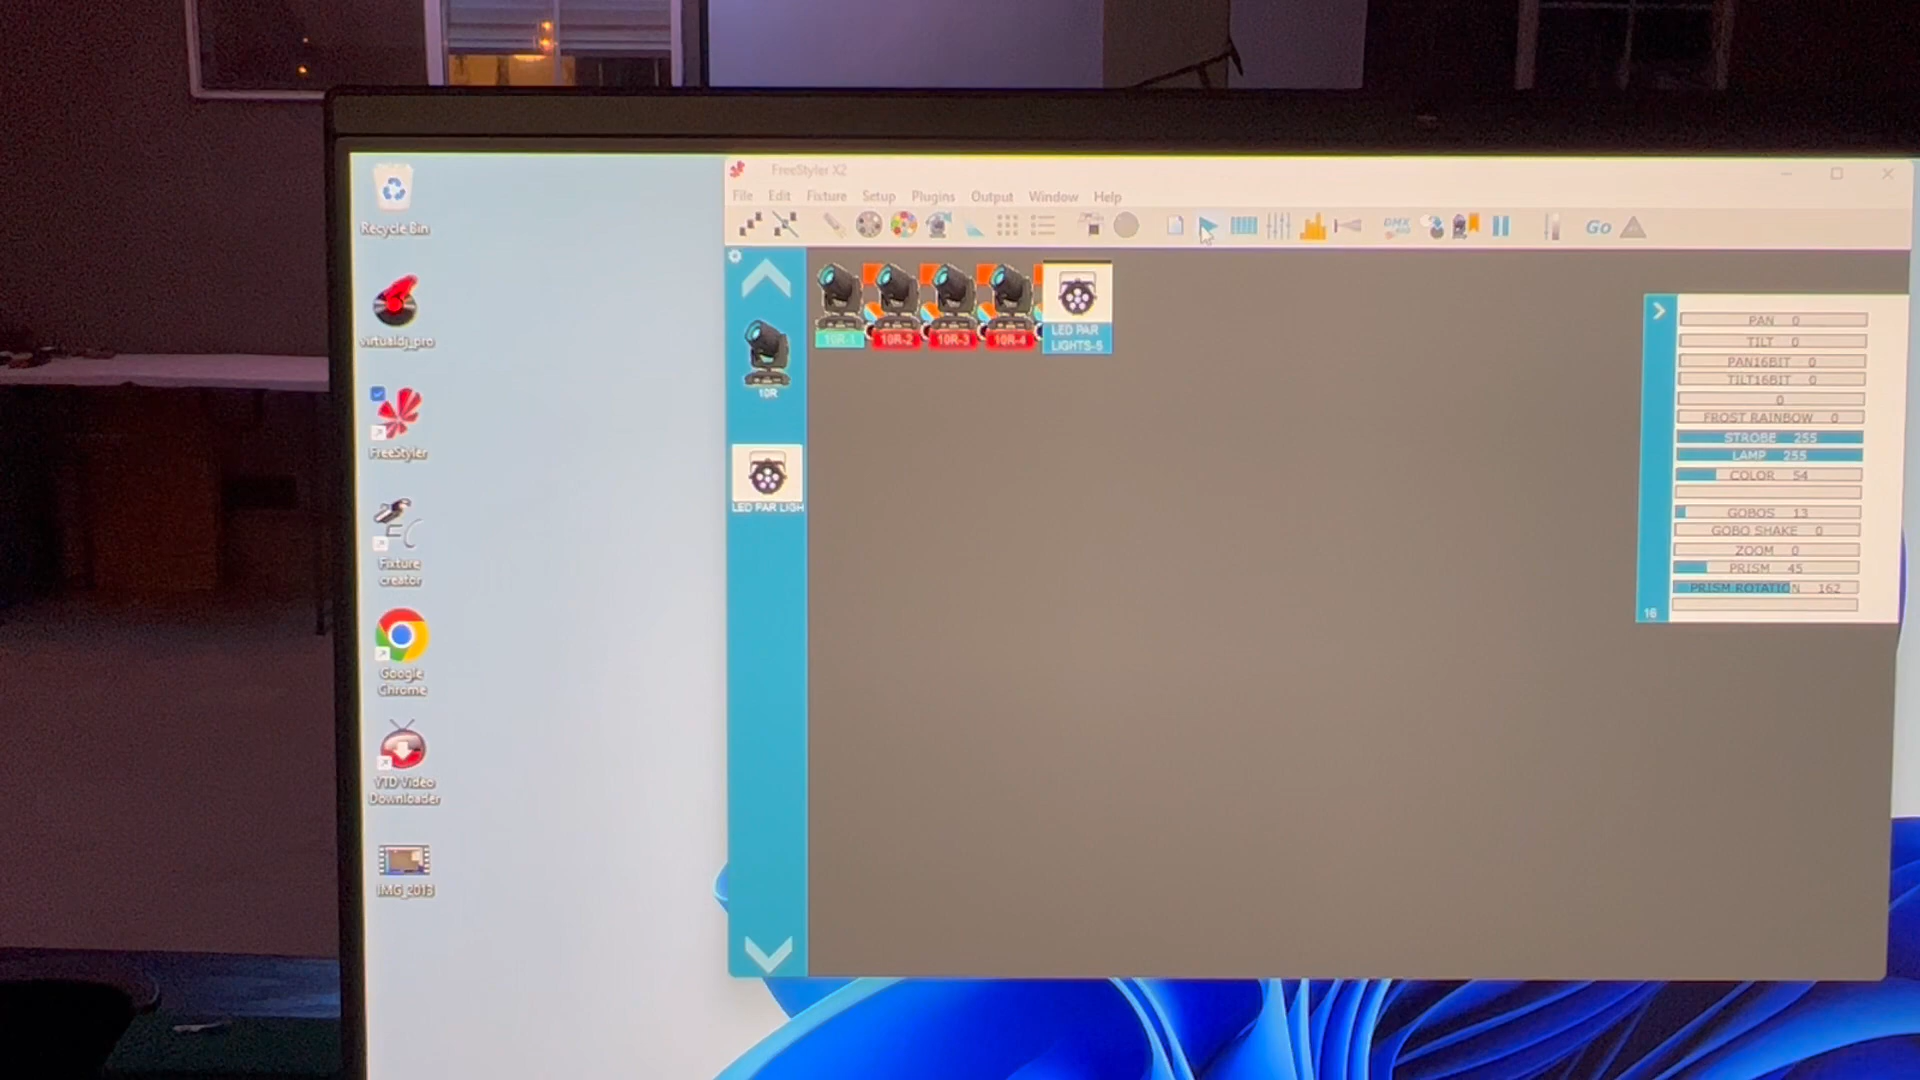 Recycle Bin
virtualdj_pro
FreeStyler
Fixture
creator
Google
Chrome
YTD Video
Downloader
IMG_2013
FreeStyler X2
File Edit Fixture Setup Plugins Output Window Help
DMX
400
Go
10R
LED PAR LIGH
10R-1
10R-2
10R-3
10R-4
LED PAR
LIGHTS-5
PAN 0
TILT 0
PAN16BIT 0
TILT16BIT 0
0
FROST RAINBOW 0
STROBE 255
LAMP 255
COLOR 54
GOBOS 13
GOBO SHAKE 0
ZOOM 0
PRISM 45
PRISM ROTATION 162
16